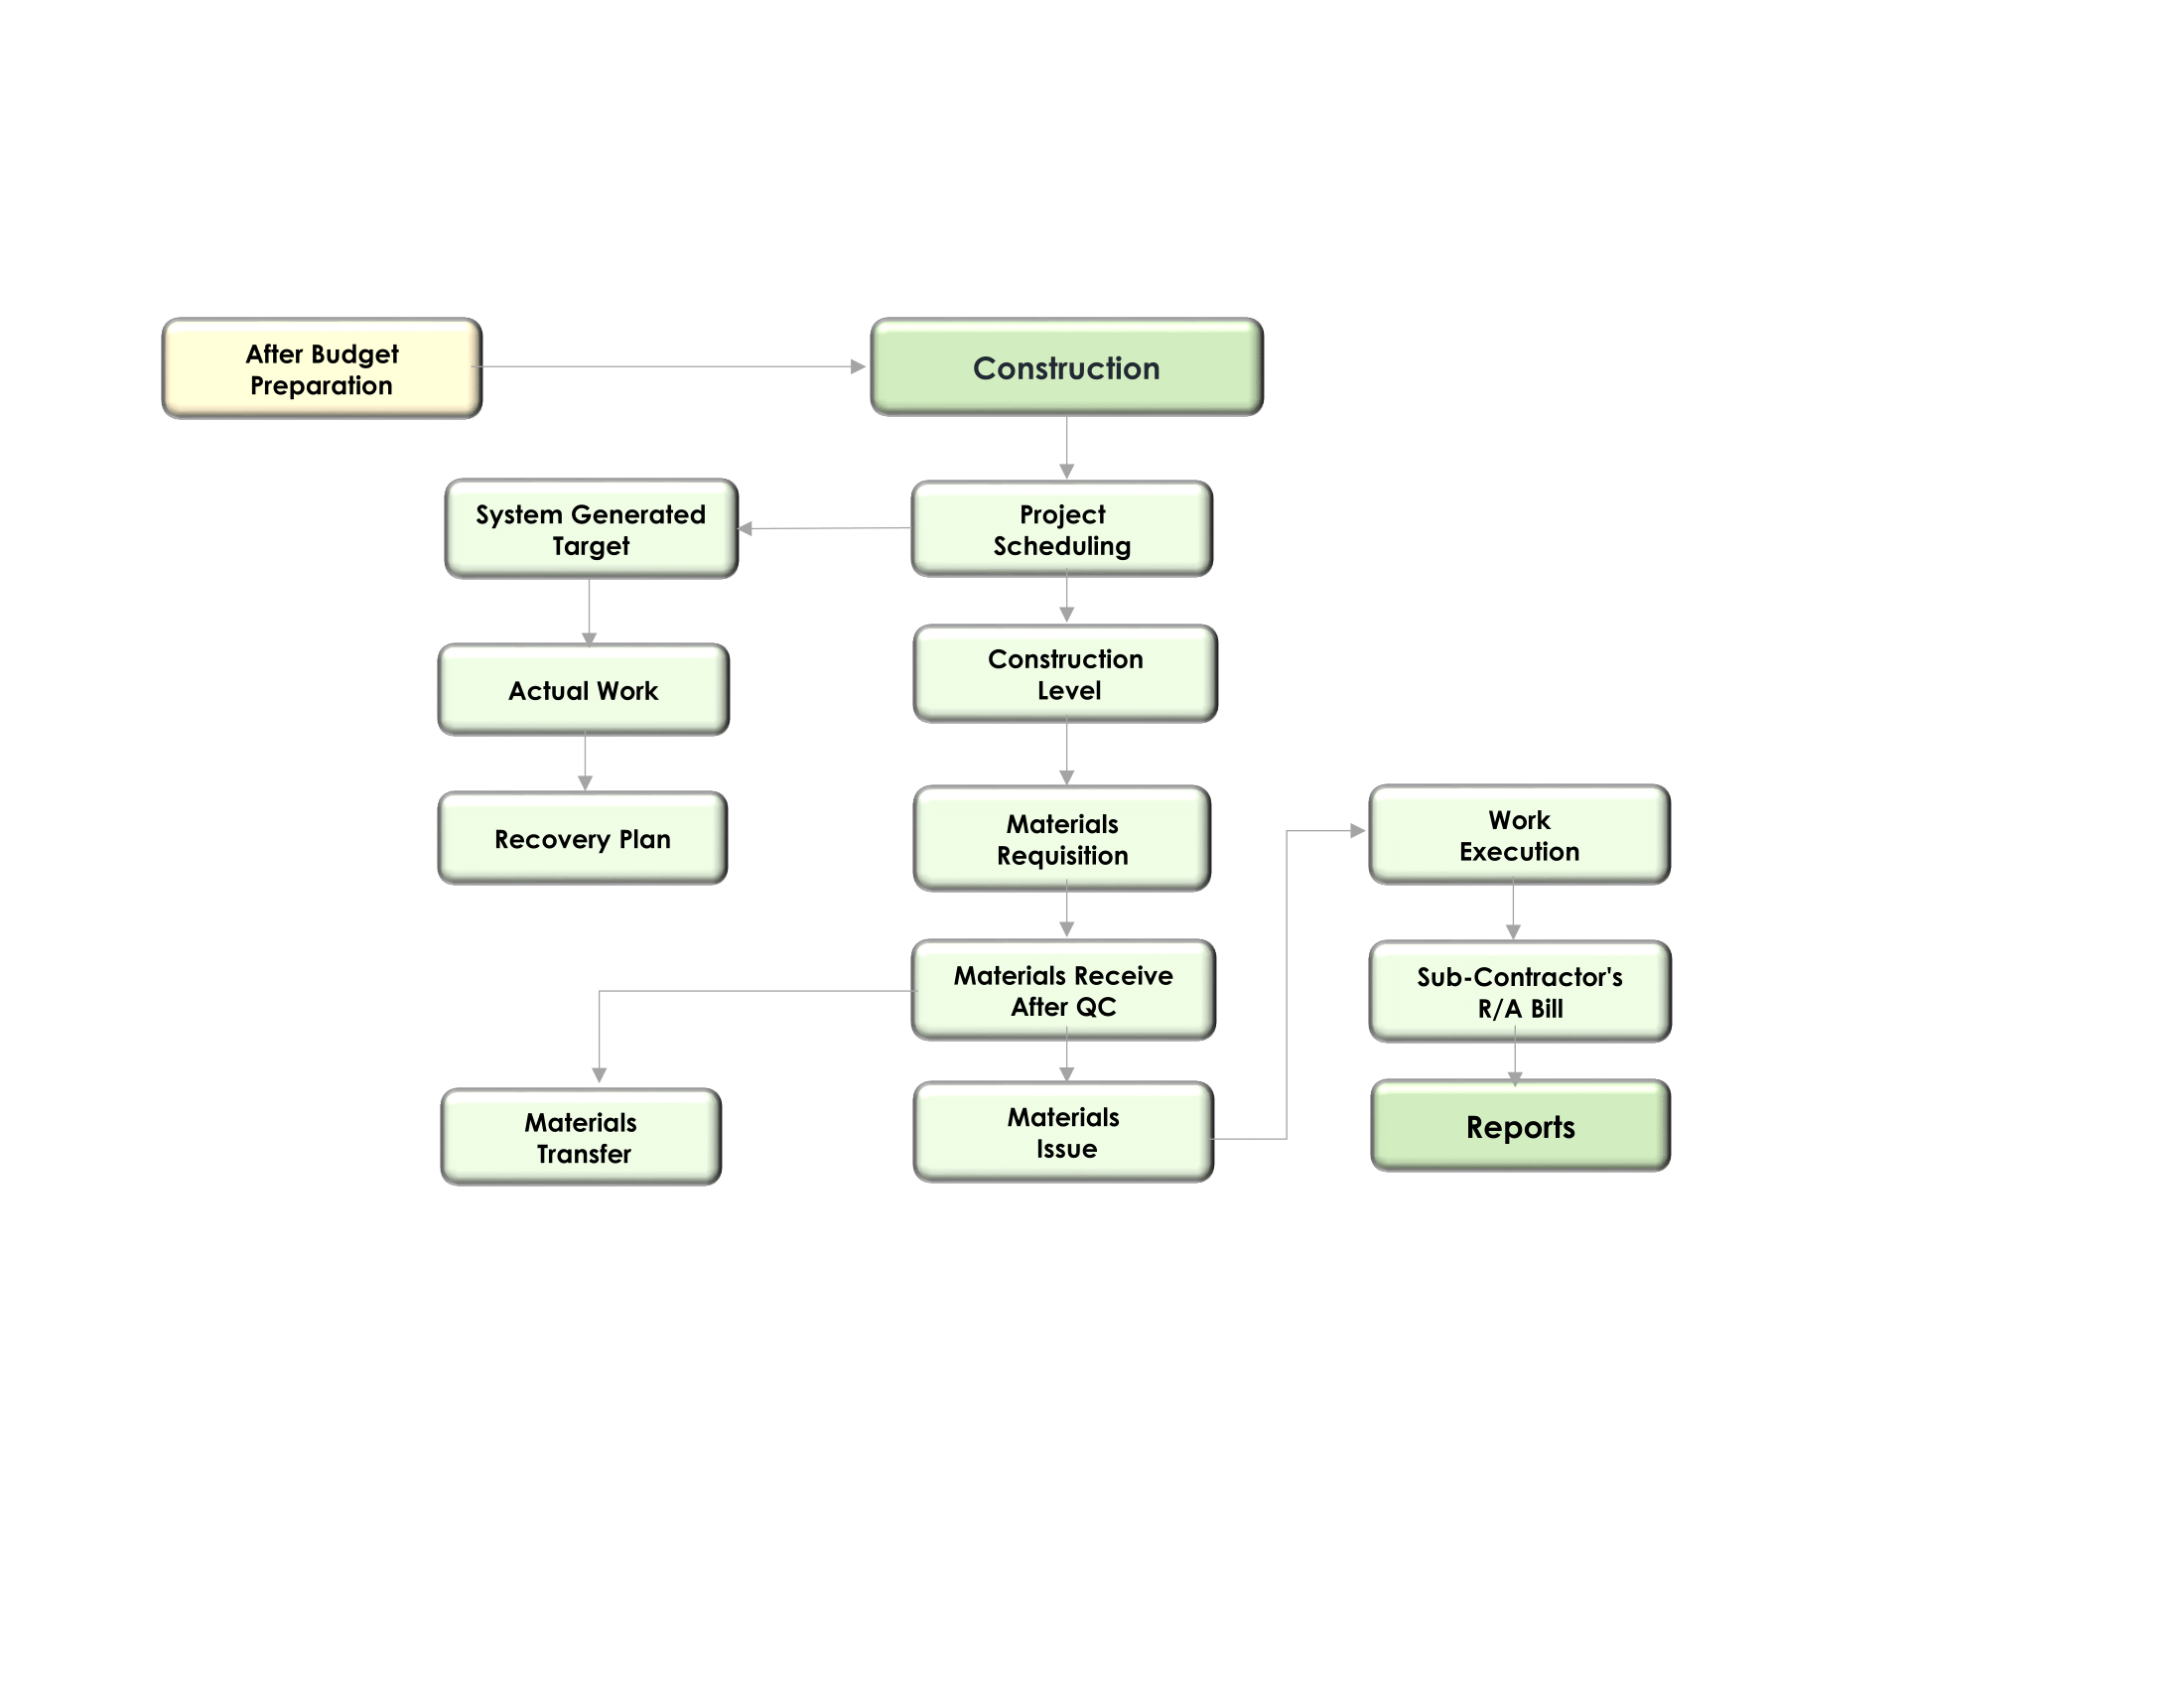 After Budget
Preparation
Construction
System Generated
Target
Project
Scheduling
Actual Work
Construction
Level
Recovery Plan
Materials
Requisition
Work
Execution
Materials Receive
After QC
Sub-Contractor's
R/A Bill
Materials
Transfer
Materials
Issue
Reports